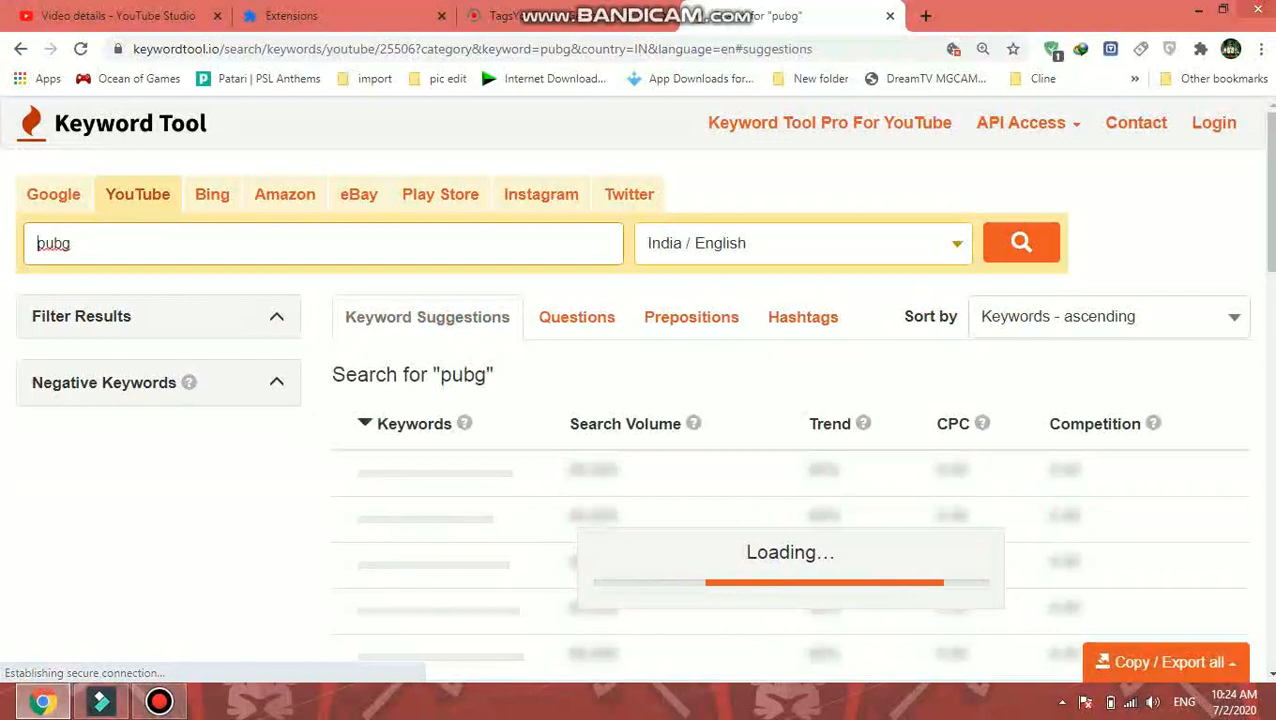 Video details - YouTube Studio
Extensions
TagsY
www.BANDICAM.com
for "pubg"
keywordtool.io/search/keywords/youtube/25506?category&keyword=pubg&country=IN&language=en#suggestions
1
Apps
Ocean of Games
Patari | PSL Anthems
import
pic edit
Internet Download...
App Downloads for...
New folder
DreamTV MGCAM...
Cline
»
Other bookmarks
Keyword Tool
Keyword Tool Pro For YouTube
API Access
Contact
Login
Google
YouTube
Bing
Amazon
eBay
Play Store
Instagram
Twitter
pubg
India / English
Filter Results
Keyword Suggestions
Questions
Prepositions
Hashtags
Sort by
Keywords - ascending
Negative Keywords ?
Search for "pubg"
Keywords ?
Search Volume ?
Trend ?
CPC ?
Competition ?
Loading...
Copy / Export all
Establishing secure connection...
ENG
10:24 AM
7/2/2020